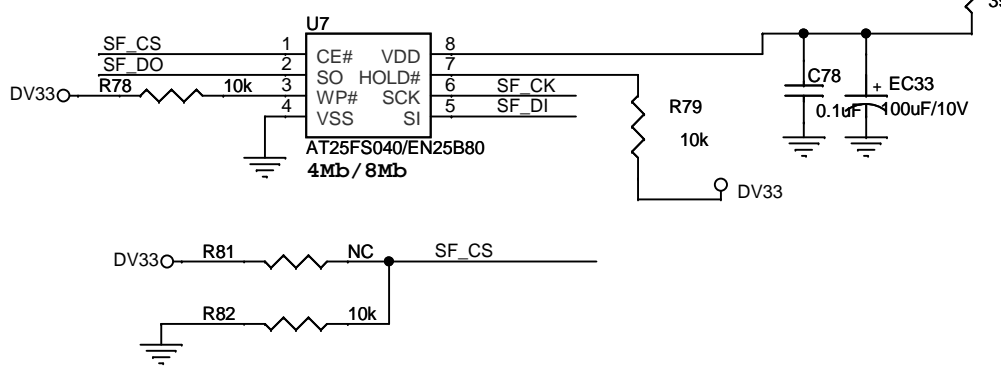 39
U7
SF_CS 1 CE# VDD 8
SF_DO 2 SO HOLD# 7
DV33 R78 10k 3 WP# SCK 6 SF_CK
4 VSS SI 5 SF_DI
AT25FS040/EN25B80
4Mb/8Mb
R79
10k
DV33
C78
0.1uF
+ EC33
100uF/10V
DV33 R81 NC SF_CS
R82 10k